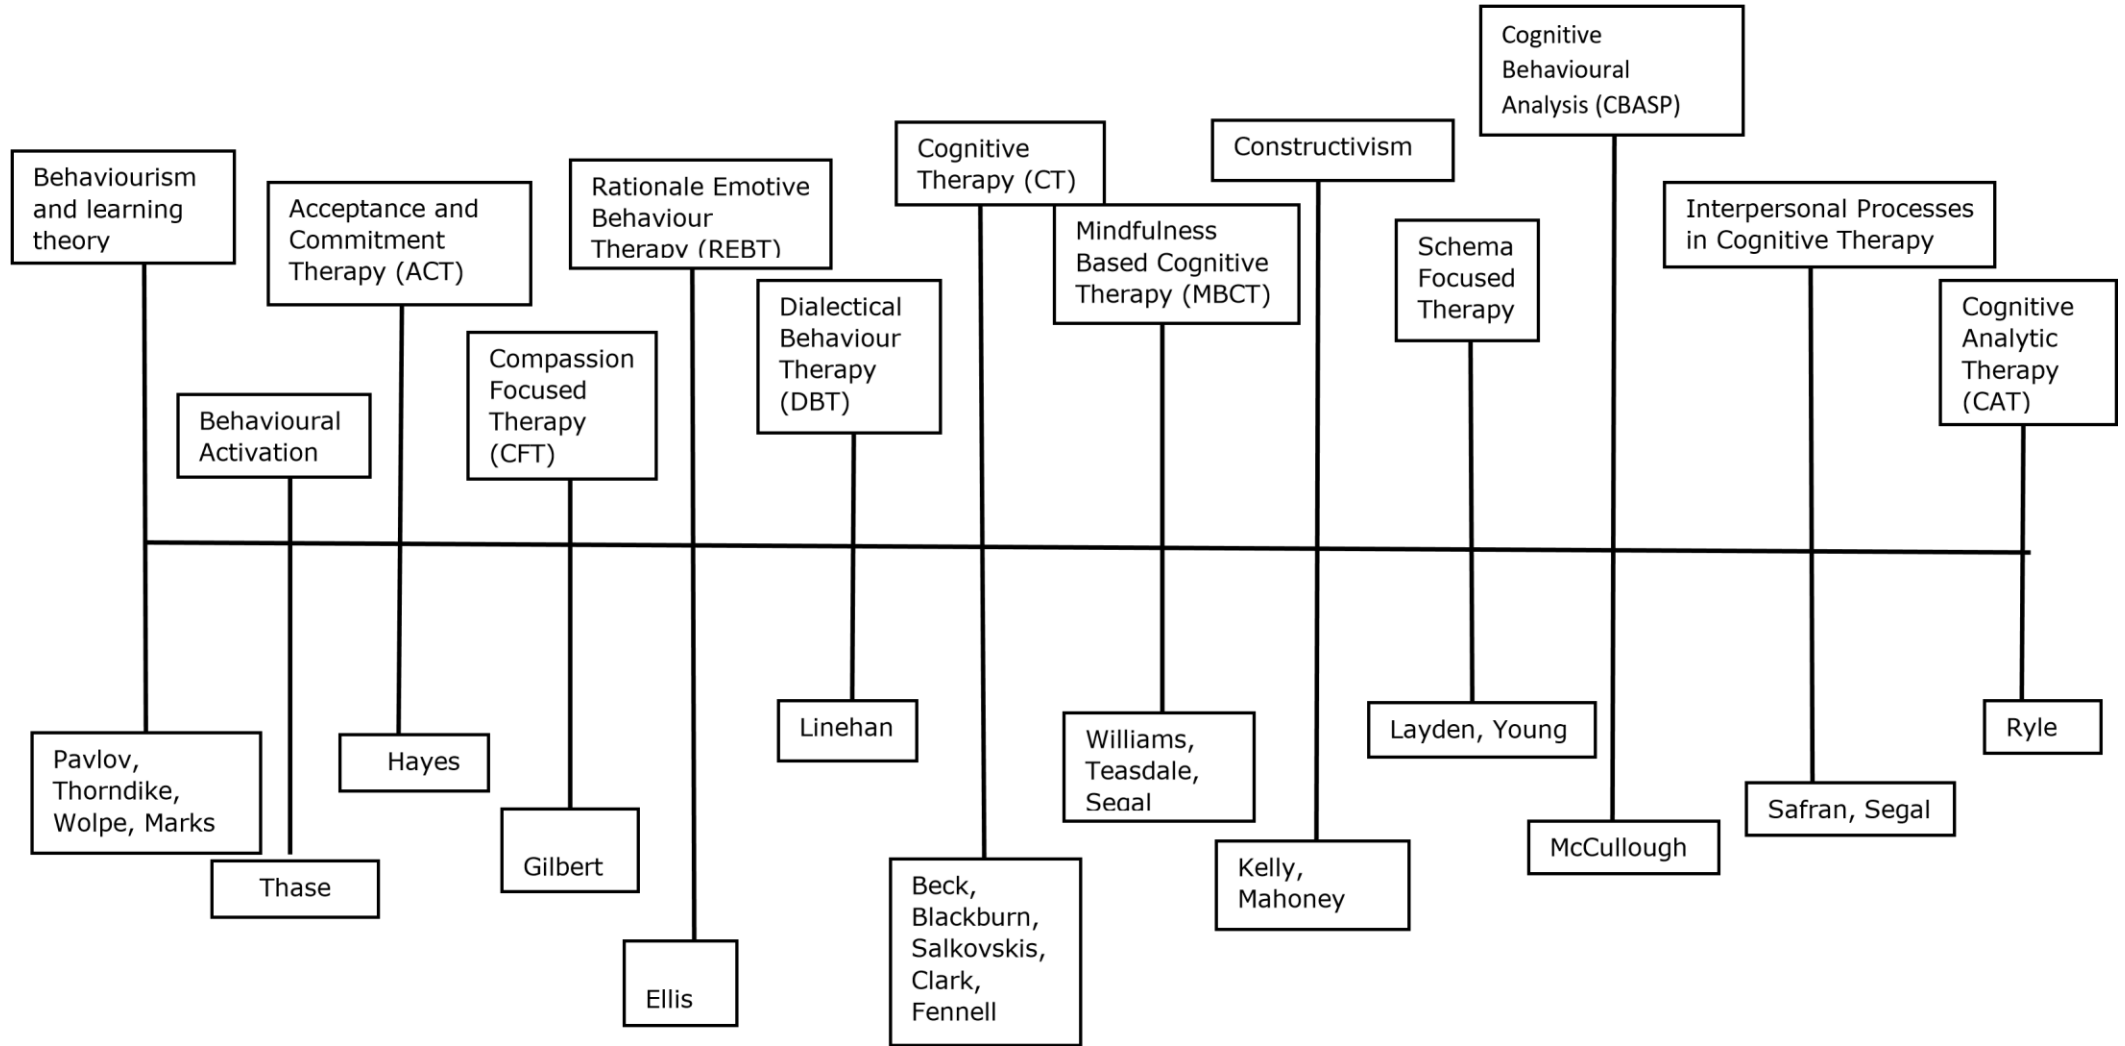 Behaviourism
and learning
theory
Behavioural
Activation
Acceptance and
Commitment
Therapy (ACT)
Compassion
Focused
Therapy
(CFT)
Rationale Emotive
Behaviour
Therapy (REBT)
Dialectical
Behaviour
Therapy
(DBT)
Cognitive
Therapy (CT)
Mindfulness
Based Cognitive
Therapy (MBCT)
Constructivism
Schema
Focused
Therapy
Cognitive
Behavioural
Analysis (CBASP)
Interpersonal Processes
in Cognitive Therapy
Cognitive
Analytic
Therapy
(CAT)
Pavlov,
Thorndike,
Wolpe, Marks
Thase
Hayes
Gilbert
Ellis
Linehan
Beck,
Blackburn,
Salkovskis,
Clark,
Fennell
Williams,
Teasdale,
Segal
Kelly,
Mahoney
Layden, Young
McCullough
Safran, Segal
Ryle